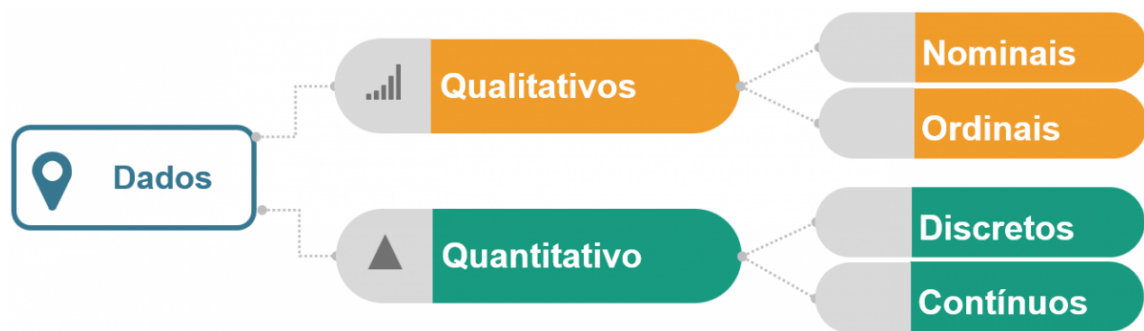 Dados
Qualitativos
Nominais
Ordinais
Quantitativo
Discretos
Contínuos